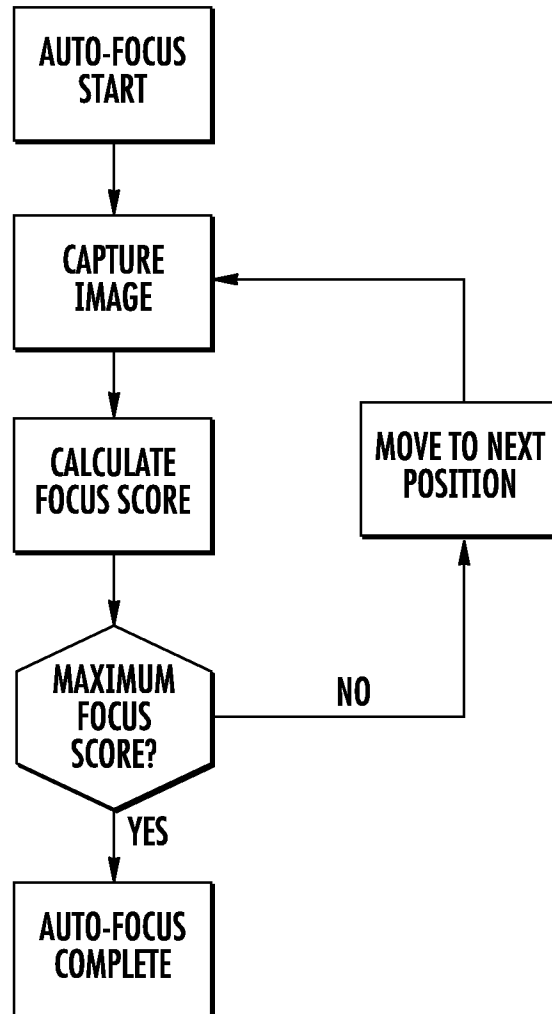 AUTO-FOCUS
START
CAPTURE
IMAGE
CALCULATE
FOCUS SCORE
MOVE TO NEXT
POSITION
MAXIMUM
FOCUS
SCORE?
NO
YES
AUTO-FOCUS
COMPLETE